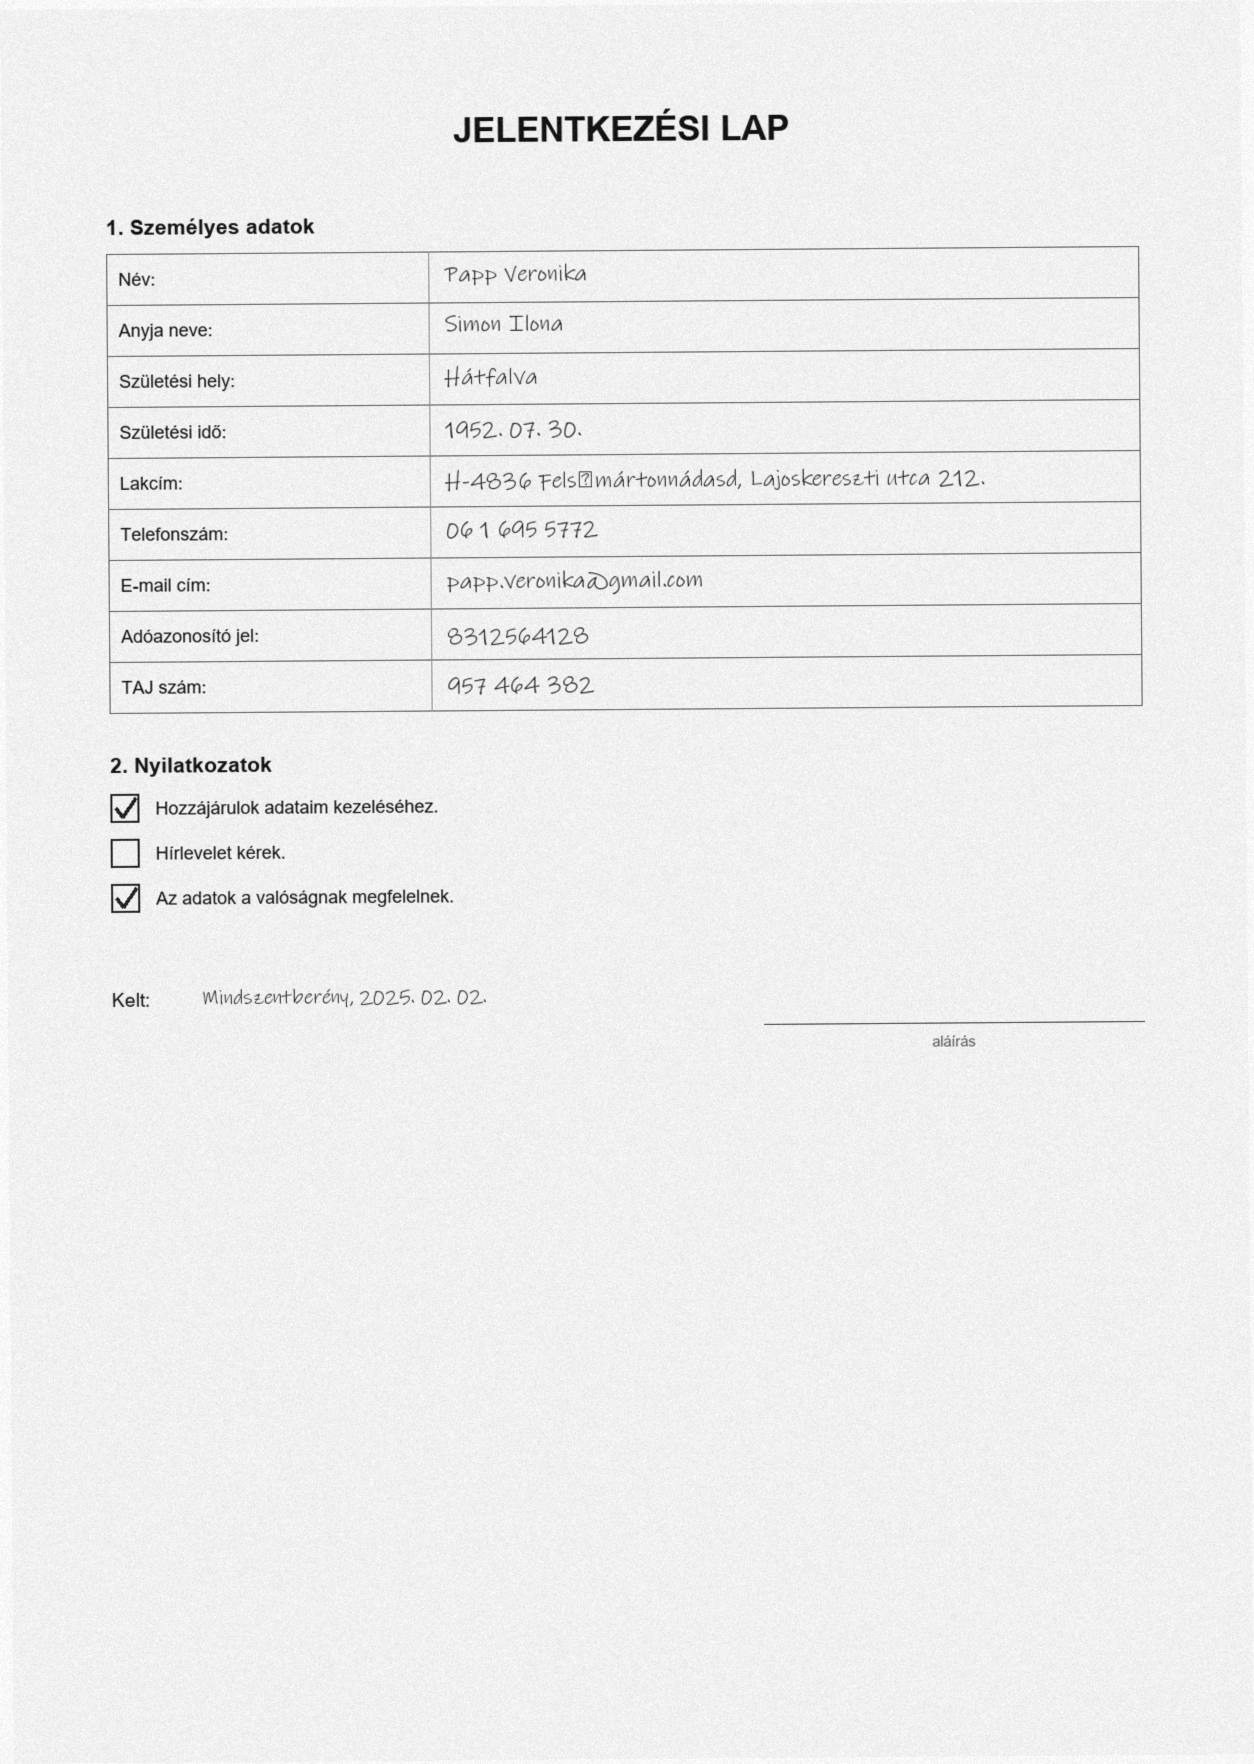 JELENTKEZÉSI LAP
1. Személyes adatok
Név: Papp Veronika
Anyja neve: Simon Ilona
Születési hely: Hátfalva
Születési idő: 1952. 07. 30.
Lakcím: H-4836 Lajoskereszti utca 212.
Telefonszám: 06 1 695 5772
E-mail cím: papp.veronika@gmail.com
Adóazonosító jel: 8312564128
TAJ szám: 957 464 382
2. Nyilatkozatok
Hozzájárulok adataim kezeléséhez.
Hírlevelet kérek.
Az adatok a valóságnak megfelelnek.
Kelt: Mindszentberény, 2025. 02. 02.
aláírás